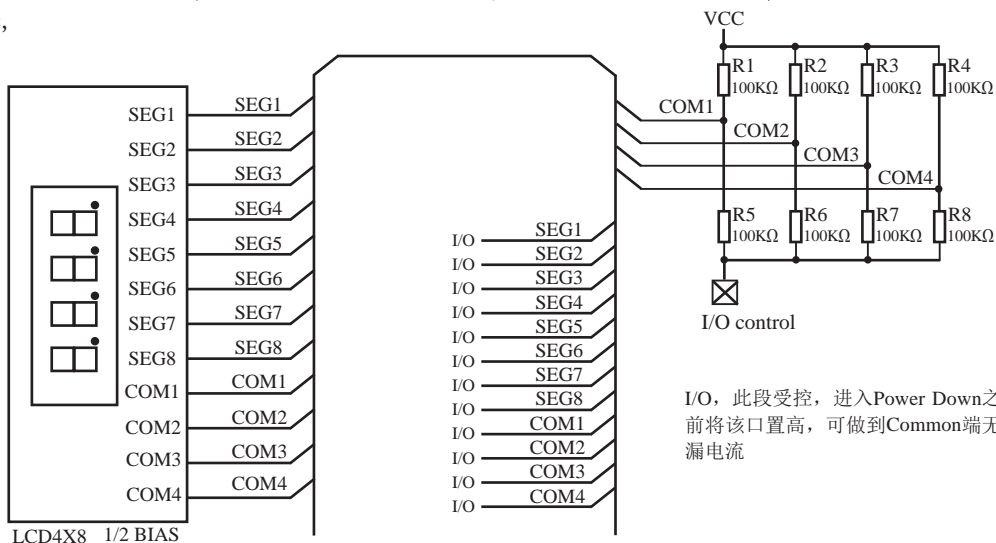 ，
VCC
R1
100KΩ
R2
100KΩ
R3
100KΩ
R4
100KΩ
COM1
COM2
COM3
COM4
R5
100KΩ
R6
100KΩ
R7
100KΩ
R8
100KΩ
I/O control
I/O，此段受控，进入Power Down之
前将该口置高，可做到Common端无
漏电流
SEG1
SEG2
SEG3
SEG4
SEG5
SEG6
SEG7
SEG8
COM1
COM2
COM3
COM4
LCD4X8 1/2 BIAS
SEG1
SEG2
SEG3
SEG4
SEG5
SEG6
SEG7
SEG8
COM1
COM2
COM3
COM4
I/O SEG1
I/O SEG2
I/O SEG3
I/O SEG4
I/O SEG5
I/O SEG6
I/O SEG7
I/O SEG8
I/O COM1
I/O COM2
I/O COM3
I/O COM4